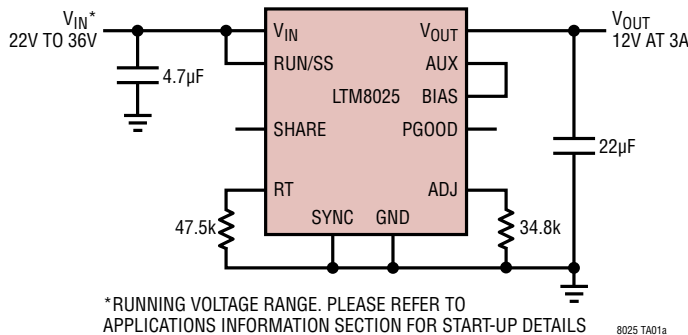 VIN*
22V TO 36V
VIN
VOUT
VOUT
12V AT 3A
RUN/SS
AUX
4.7µF
LTM8025
BIAS
SHARE
PGOOD
22µF
RT
ADJ
47.5k
SYNC
GND
34.8k
*RUNNING VOLTAGE RANGE. PLEASE REFER TO
APPLICATIONS INFORMATION SECTION FOR START-UP DETAILS
8025 TA01a